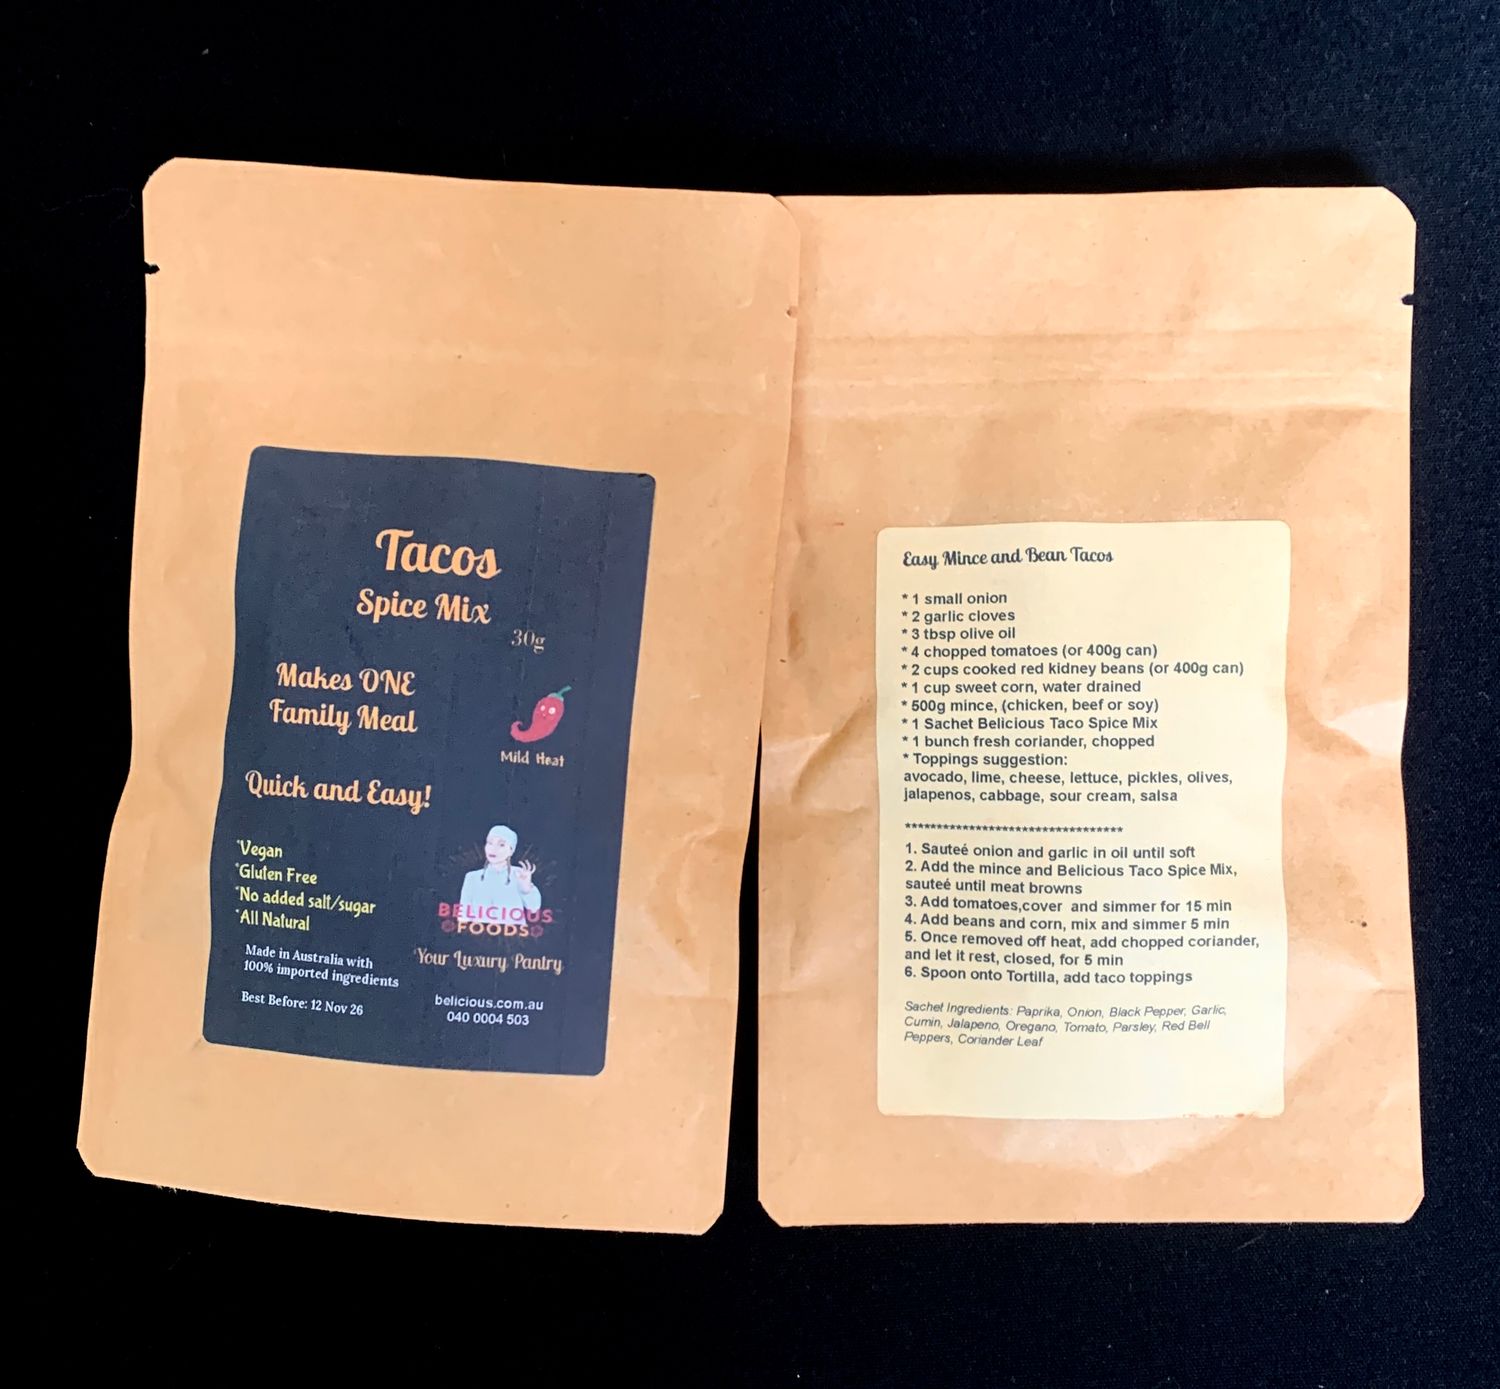 Tacos
Spice Mix
30g
Makes ONE
Family Meal
Mild Heat
Quick and Easy!
*Vegan
*Gluten Free
*No added salt/sugar
*All Natural
BELICIOUS
FOODS
Your Luxury Pantry
Made in Australia with
100% imported ingredients
Best Before: 12 Nov 26
belicious.com.au
040 0004 503
Easy Mince and Bean Tacos
* 1 small onion
* 2 garlic cloves
* 3 tbsp olive oil
* 4 chopped tomatoes (or 400g can)
* 2 cups cooked red kidney beans (or 400g can)
* 1 cup sweet corn, water drained
* 500g mince, (chicken, beef or soy)
* 1 Sachet Belicious Taco Spice Mix
* 1 bunch fresh coriander, chopped
* Toppings suggestion:
avocado, lime, cheese, lettuce, pickles, olives,
jalapenos, cabbage, sour cream, salsa
**********************************
1. Sauteé onion and garlic in oil until soft
2. Add the mince and Belicious Taco Spice Mix,
sauteé until meat browns
3. Add tomatoes,cover and simmer for 15 min
4. Add beans and corn, mix and simmer 5 min
5. Once removed off heat, add chopped coriander,
and let it rest, closed, for 5 min
6. Spoon onto Tortilla, add taco toppings
Sachet Ingredients: Paprika, Onion, Black Pepper, Garlic,
Cumin, Jalapeno, Oregano, Tomato, Parsley, Red Bell
Peppers, Coriander Leaf